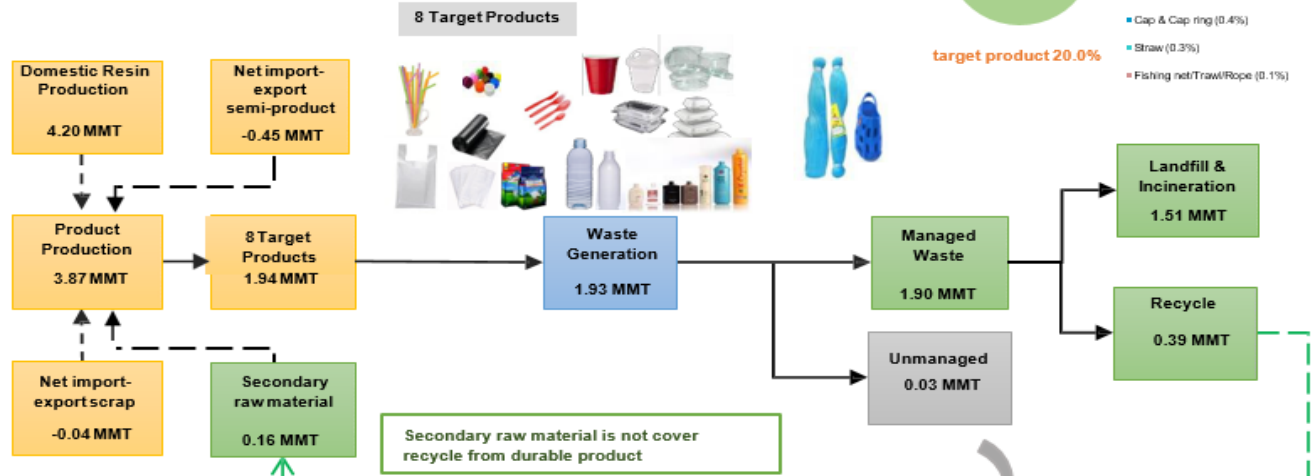 8 Target Products
Cap & Cap ring (0.4%)
Straw (0.3%)
Fishing net/Trawl/Rope (0.1%)
target product 20.0%
Domestic Resin
Production
4.20 MMT
Net import-
export
semi-product
-0.45 MMT
Product
Production
3.87 MMT
8 Target
Products
1.94 MMT
Waste
Generation
1.93 MMT
Managed
Waste
1.90 MMT
Landfill &
Incineration
1.51 MMT
Recycle
0.39 MMT
Unmanaged
0.03 MMT
Net import-
export scrap
-0.04 MMT
Secondary
raw material
0.16 MMT
Secondary raw material is not cover
recycle from durable product